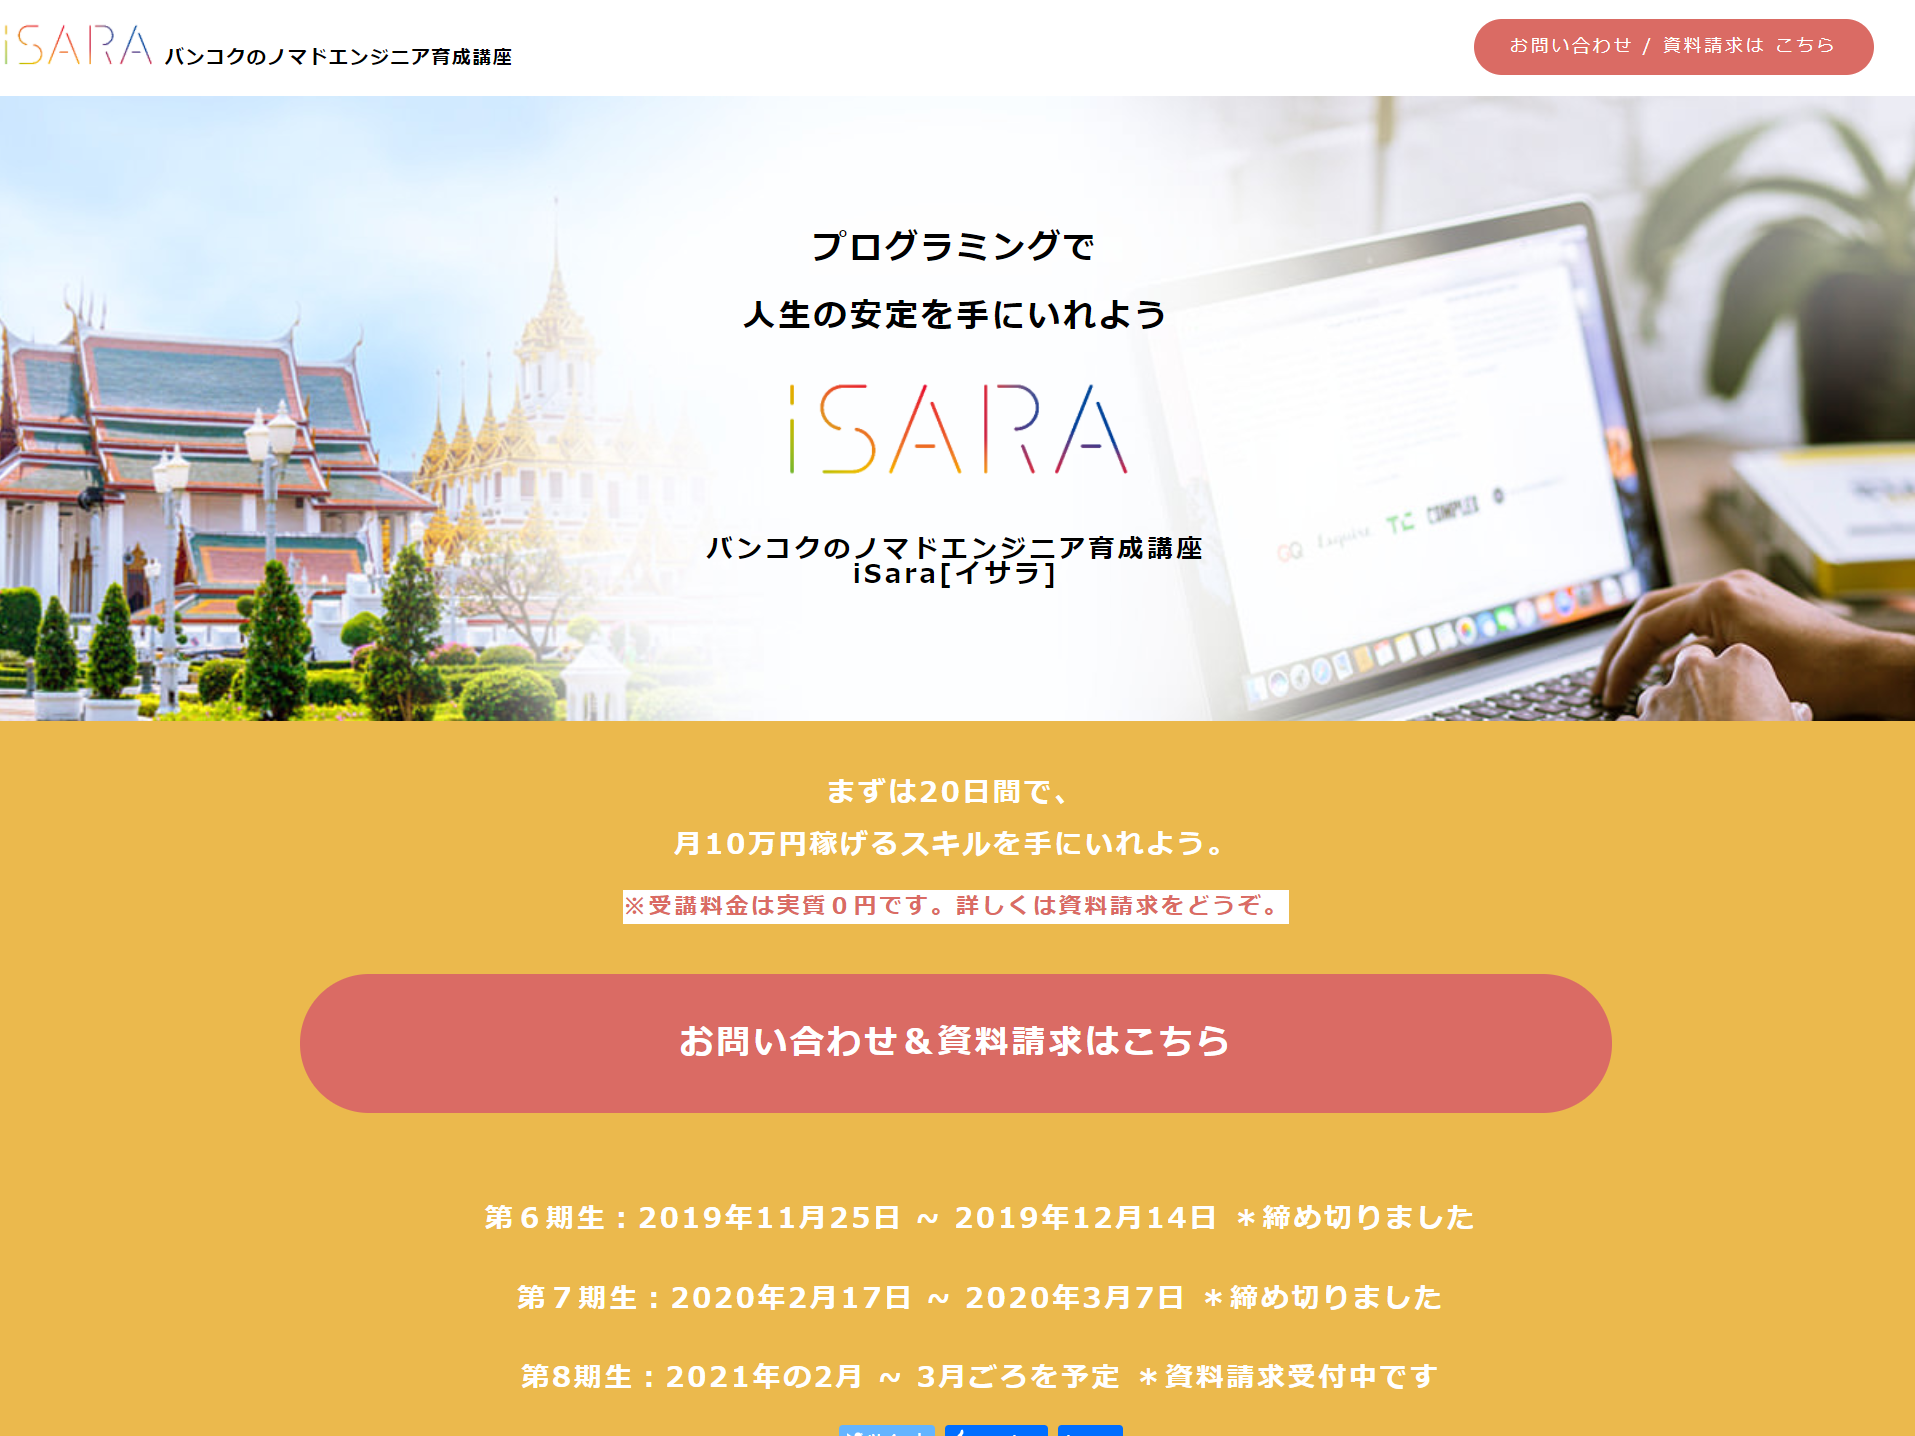 iSARA バンコクのノマドエンジニア育成講座
お問い合わせ / 資料請求は こちら
プログラミングで
人生の安定を手にいれよう
iSARA
バンコクのノマドエンジニア育成講座
iSara[イサラ]
GQ Esquire TC COMPLEX
まずは20日間で、
月10万円稼げるスキルを手にいれよう。
※受講料金は実質０円です。詳しくは資料請求をどうぞ。
お問い合わせ＆資料請求はこちら
第６期生：2019年11月25日 ~ 2019年12月14日 ＊締め切りました
第７期生：2020年2月17日 ~ 2020年3月7日 ＊締め切りました
第8期生：2021年の2月 ~ 3月ごろを予定 ＊資料請求受付中です